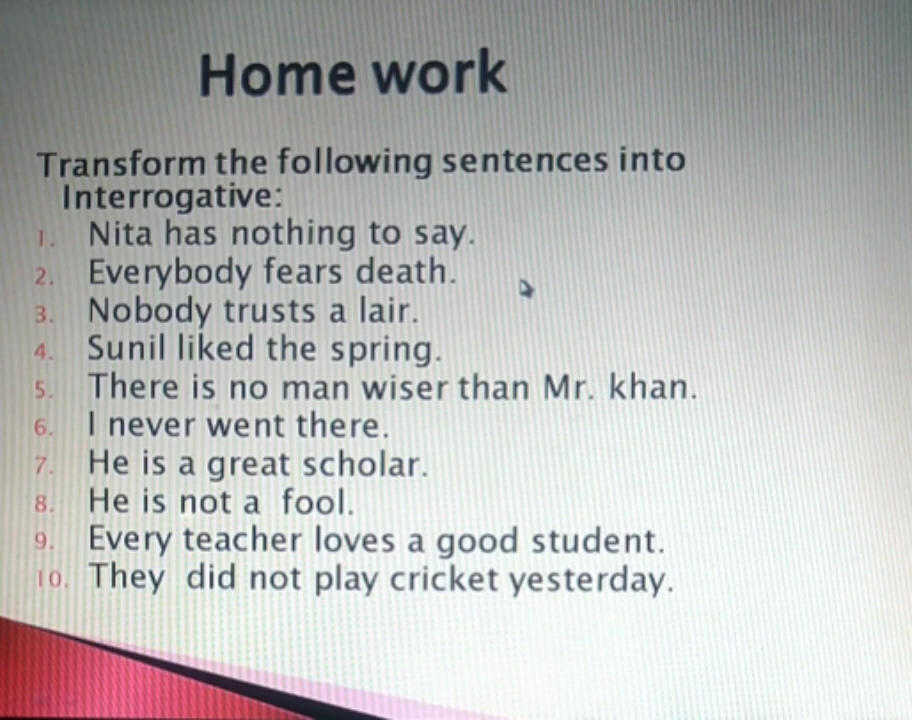 Home work
Transform the following sentences into
Interrogative:
1. Nita has nothing to say.
2. Everybody fears death.
3. Nobody trusts a lair.
4. Sunil liked the spring.
5. There is no man wiser than Mr. khan.
6. I never went there.
7. He is a great scholar.
8. He is not a fool.
9. Every teacher loves a good student.
10. They did not play cricket yesterday.